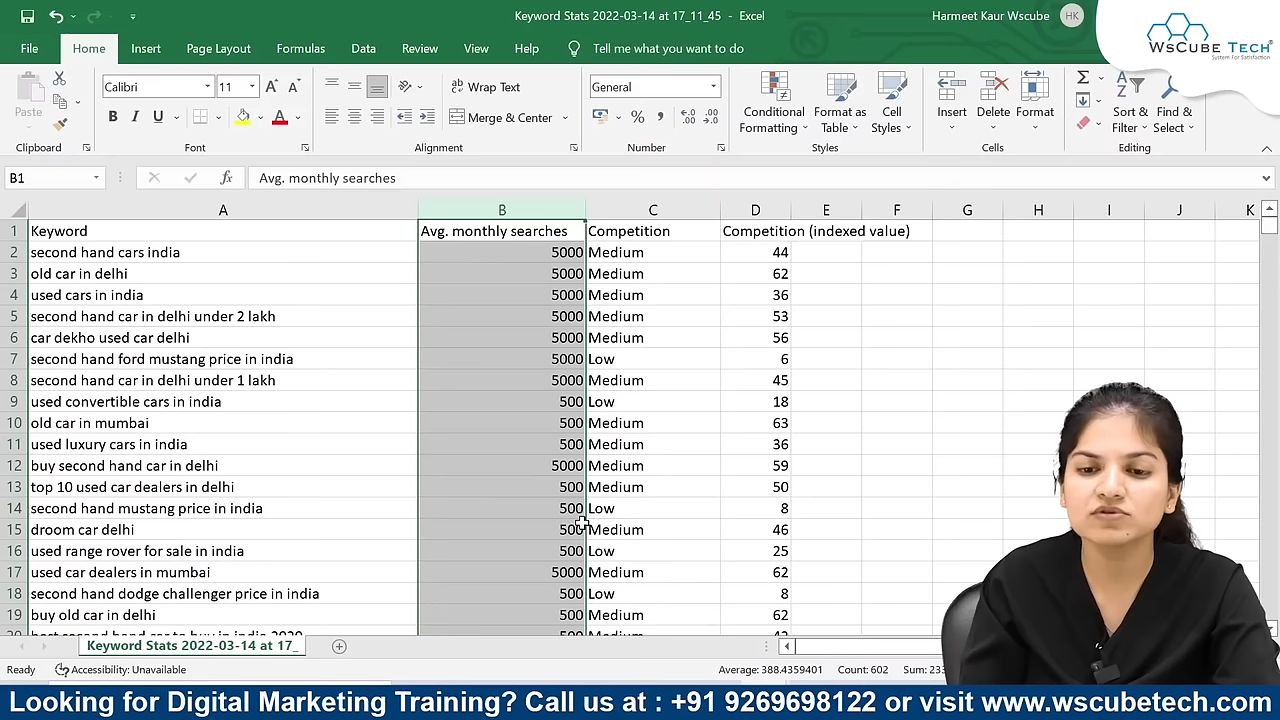 Keyword Stats 2022-03-14 at 17_11_45 - Excel
Harmeet Kaur Wscube
HK
WsCube Tech
System For Satisfaction
File Home Insert Page Layout Formulas Data Review View Help Tell me what you want to do
Paste
Clipboard
Calibri 11
B I U
Font
Wrap Text
Merge & Center
Alignment
General
Number
Conditional Formatting
Format as Table
Cell Styles
Styles
Insert Delete Format
Cells
Sort & Filter
Find & Select
Editing
B1 fx Avg. monthly searches
A B C D E F G H I J K
1 Keyword Avg. monthly searches Competition Competition (indexed value)
2 second hand cars india 5000 Medium 44
3 old car in delhi 5000 Medium 62
4 used cars in india 5000 Medium 36
5 second hand car in delhi under 2 lakh 5000 Medium 53
6 car dekho used car delhi 5000 Medium 56
7 second hand ford mustang price in india 5000 Low 6
8 second hand car in delhi under 1 lakh 5000 Medium 45
9 used convertible cars in india 500 Low 18
10 old car in mumbai 500 Medium 63
11 used luxury cars in india 500 Medium 36
12 buy second hand car in delhi 5000 Medium 59
13 top 10 used car dealers in delhi 500 Medium 50
14 second hand mustang price in india 500 Low 8
15 droom car delhi 500 Medium 46
16 used range rover for sale in india 500 Low 25
17 used car dealers in mumbai 5000 Medium 62
18 second hand dodge challenger price in india 500 Low 8
19 buy old car in delhi 500 Medium 62
Keyword Stats 2022-03-14 at 17_
Ready Accessibility: Unavailable Average: 388.4359401 Count: 602 Sum:
Looking for Digital Marketing Training? Call us at : +91 9269698122 or visit www.wscubetech.com